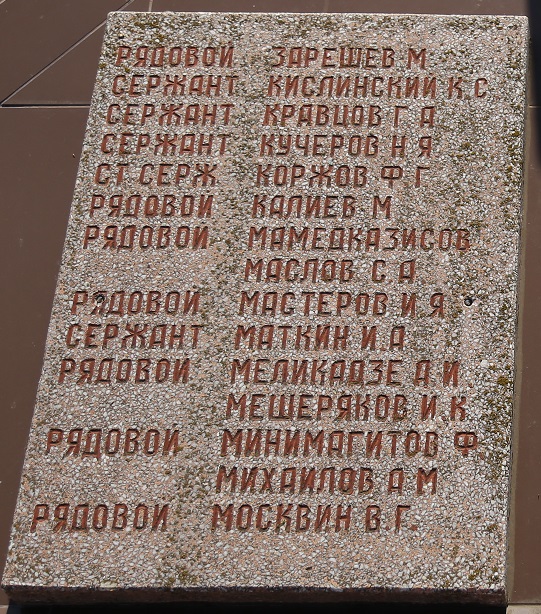 РЯДОВОЙ ЗАРЕШЕВ М
СЕРЖАНТ КИСЛИНСКИЙ К С
СЕРЖАНТ КРАВЦОВ Г А
СЕРЖАНТ КУЧЕРОВ Н Я
СТ СЕРЖ КОРЖОВ Ф Г
РЯДОВОЙ КАЛИЕВ М
РЯДОВОЙ МАМЕДКАЗИСОВ
МАСЛОВ С А
РЯДОВОЙ МАСТЕРОВ И Я
СЕРЖАНТ МАТКИН И А
РЯДОВОЙ МЕЛИКАДЗЕ А И
МЕШЕРЯКОВ И К
РЯДОВОЙ МИНИМАГИТОВ Ф
МИХАИЛОВ А М
РЯДОВОЙ МОСКВИН В.Г.